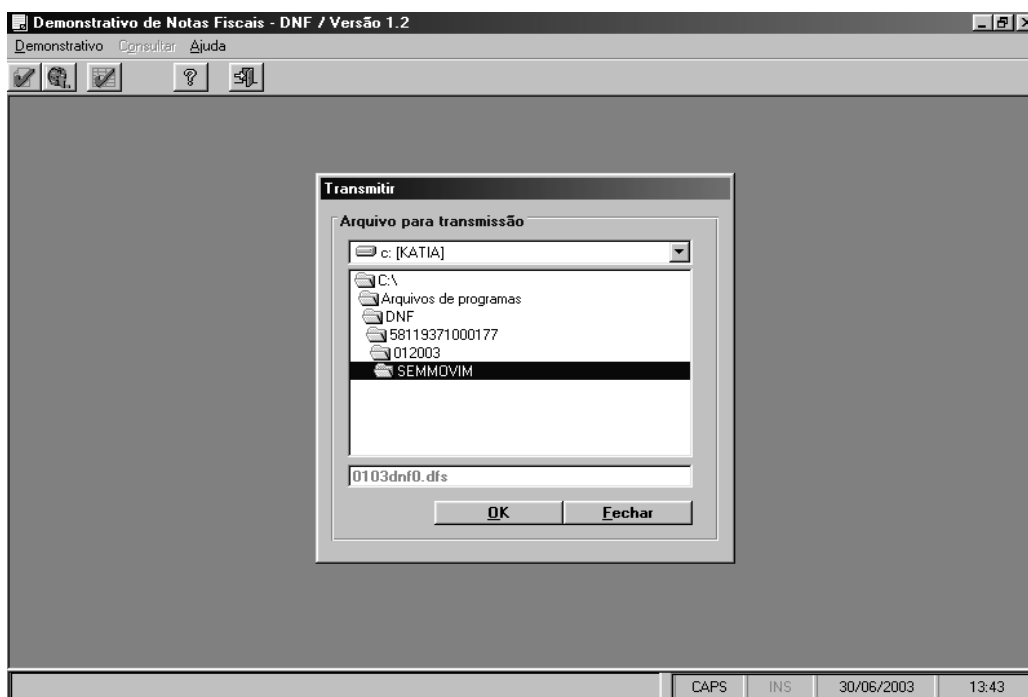 Demonstrativo de Notas Fiscais - DNF / Versão 1.2
Demonstrativo Consultar Ajuda
Transmitir
Arquivo para transmissão
c: [KATIA]
C:\
Arquivos de programas
DNF
58119371000177
012003
SEMMOVIM
0103dnf0.dfs
OK Fechar
CAPS INS 30/06/2003 13:43